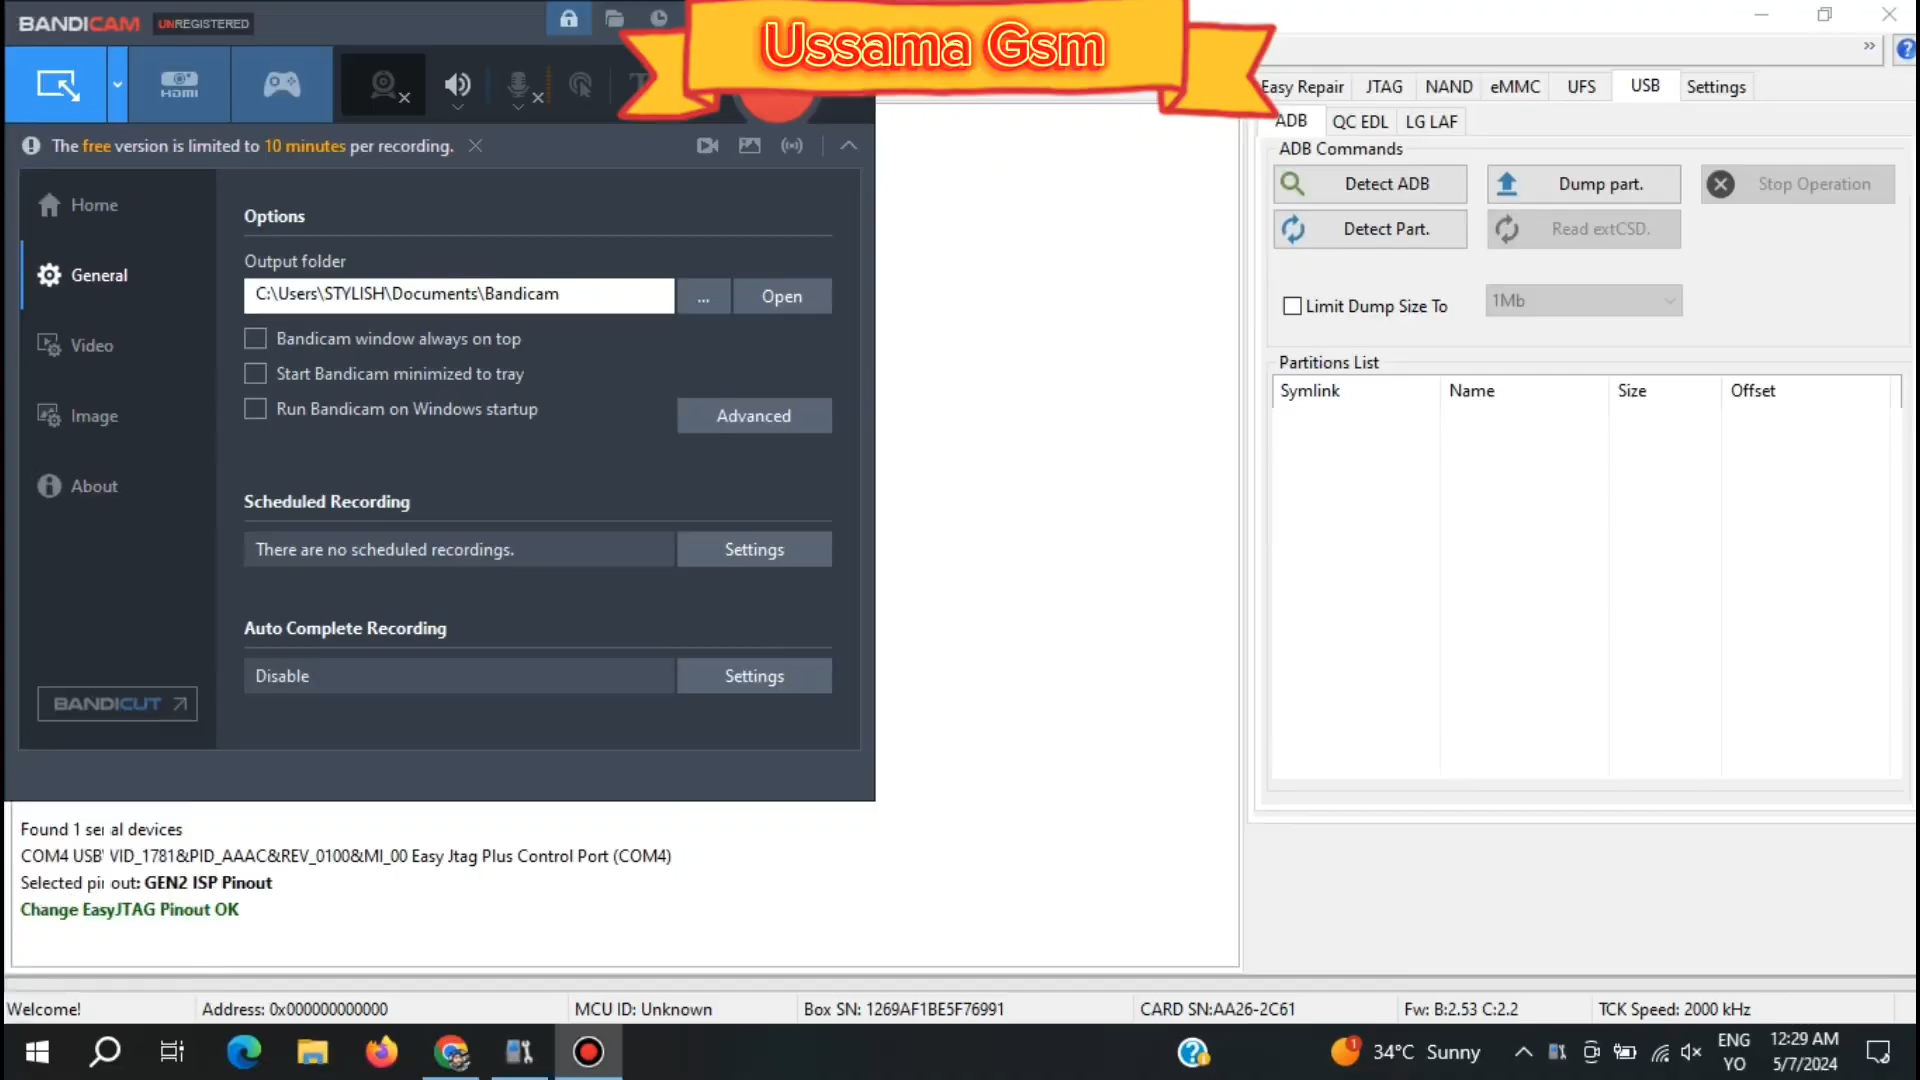 BANDICAM UNREGISTERED
Ussama Gsm
HDMI
The free version is limited to 10 minutes per recording.
Home
General
Video
Image
About
BANDICUT
Options
Output folder
C:\Users\STYLISH\Documents\Bandicam
...
Open
Bandicam window always on top
Start Bandicam minimized to tray
Run Bandicam on Windows startup
Advanced
Scheduled Recording
There are no scheduled recordings.
Settings
Auto Complete Recording
Disable
Settings
Easy Repair JTAG NAND eMMC UFS USB Settings
ADB QC EDL LG LAF
ADB Commands
Detect ADB Dump part. Stop Operation
Detect Part. Read extCSD.
Limit Dump Size To 1Mb
Partitions List
Symlink Name Size Offset
Found 1 serial devices
COM4 USB\VID_1781&PID_AAAC&REV_0100&MI_00 Easy Jtag Plus Control Port (COM4)
Selected pinout: GEN2 ISP Pinout
Change EasyJTAG Pinout OK
Welcome! Address: 0x000000000000 MCU ID: Unknown Box SN: 1269AF1BE5F76991 CARD SN:AA26-2C61 Fw: B:2.53 C:2.2 TCK Speed: 2000 kHz
1 34°C Sunny
ENG
YO
12:29 AM
5/7/2024